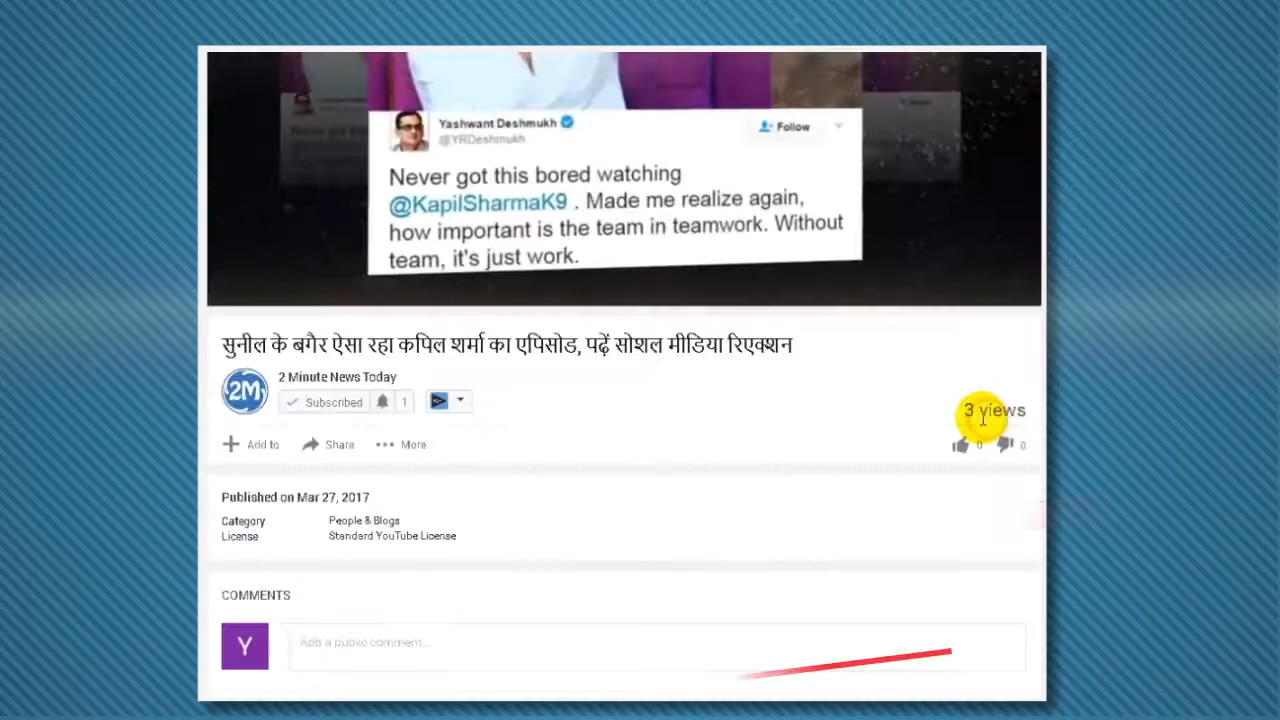 Yashwant Deshmukh
@YRDeshmukh
Follow
Never got this bored watching
@KapilSharmaK9 . Made me realize again,
how important is the team in teamwork. Without
team, it's just work.
सुनील के बगैर ऐसा रहा कपिल शर्मा का एपिसोड, पढ़ें सोशल मीडिया रिएक्शन
2M
2 Minute News Today
Subscribed 1
3 views
Add to Share More 0 0
Published on Mar 27, 2017
Category People & Blogs
License Standard YouTube License
COMMENTS
Y
Add a public comment...